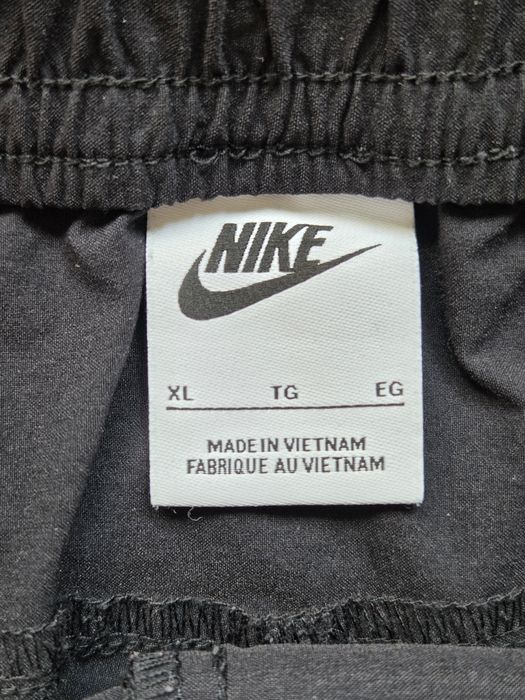 NIKE
XL TG EG
MADE IN VIETNAM
FABRIQUE AU VIETNAM